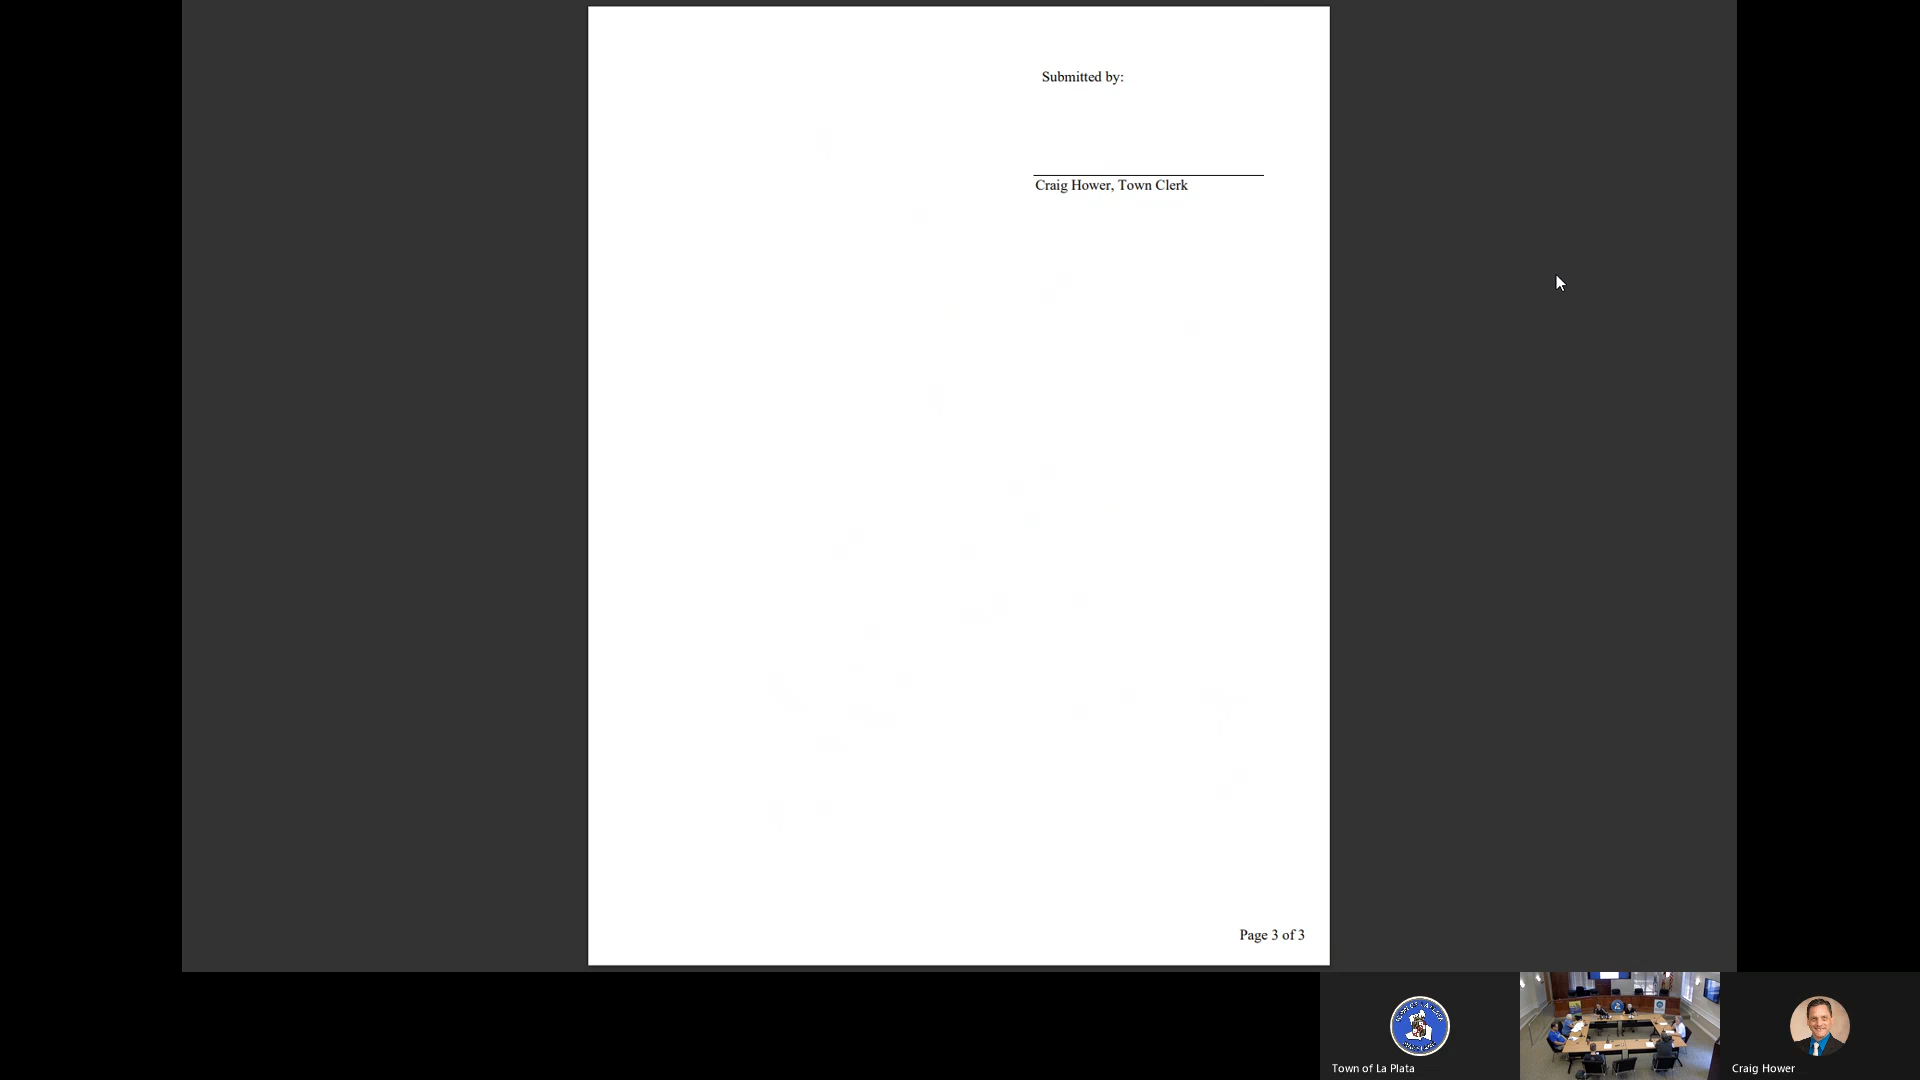 Submitted by:
Craig Hower, Town Clerk
Page 3 of 3
Town of La Plata
Craig Hower